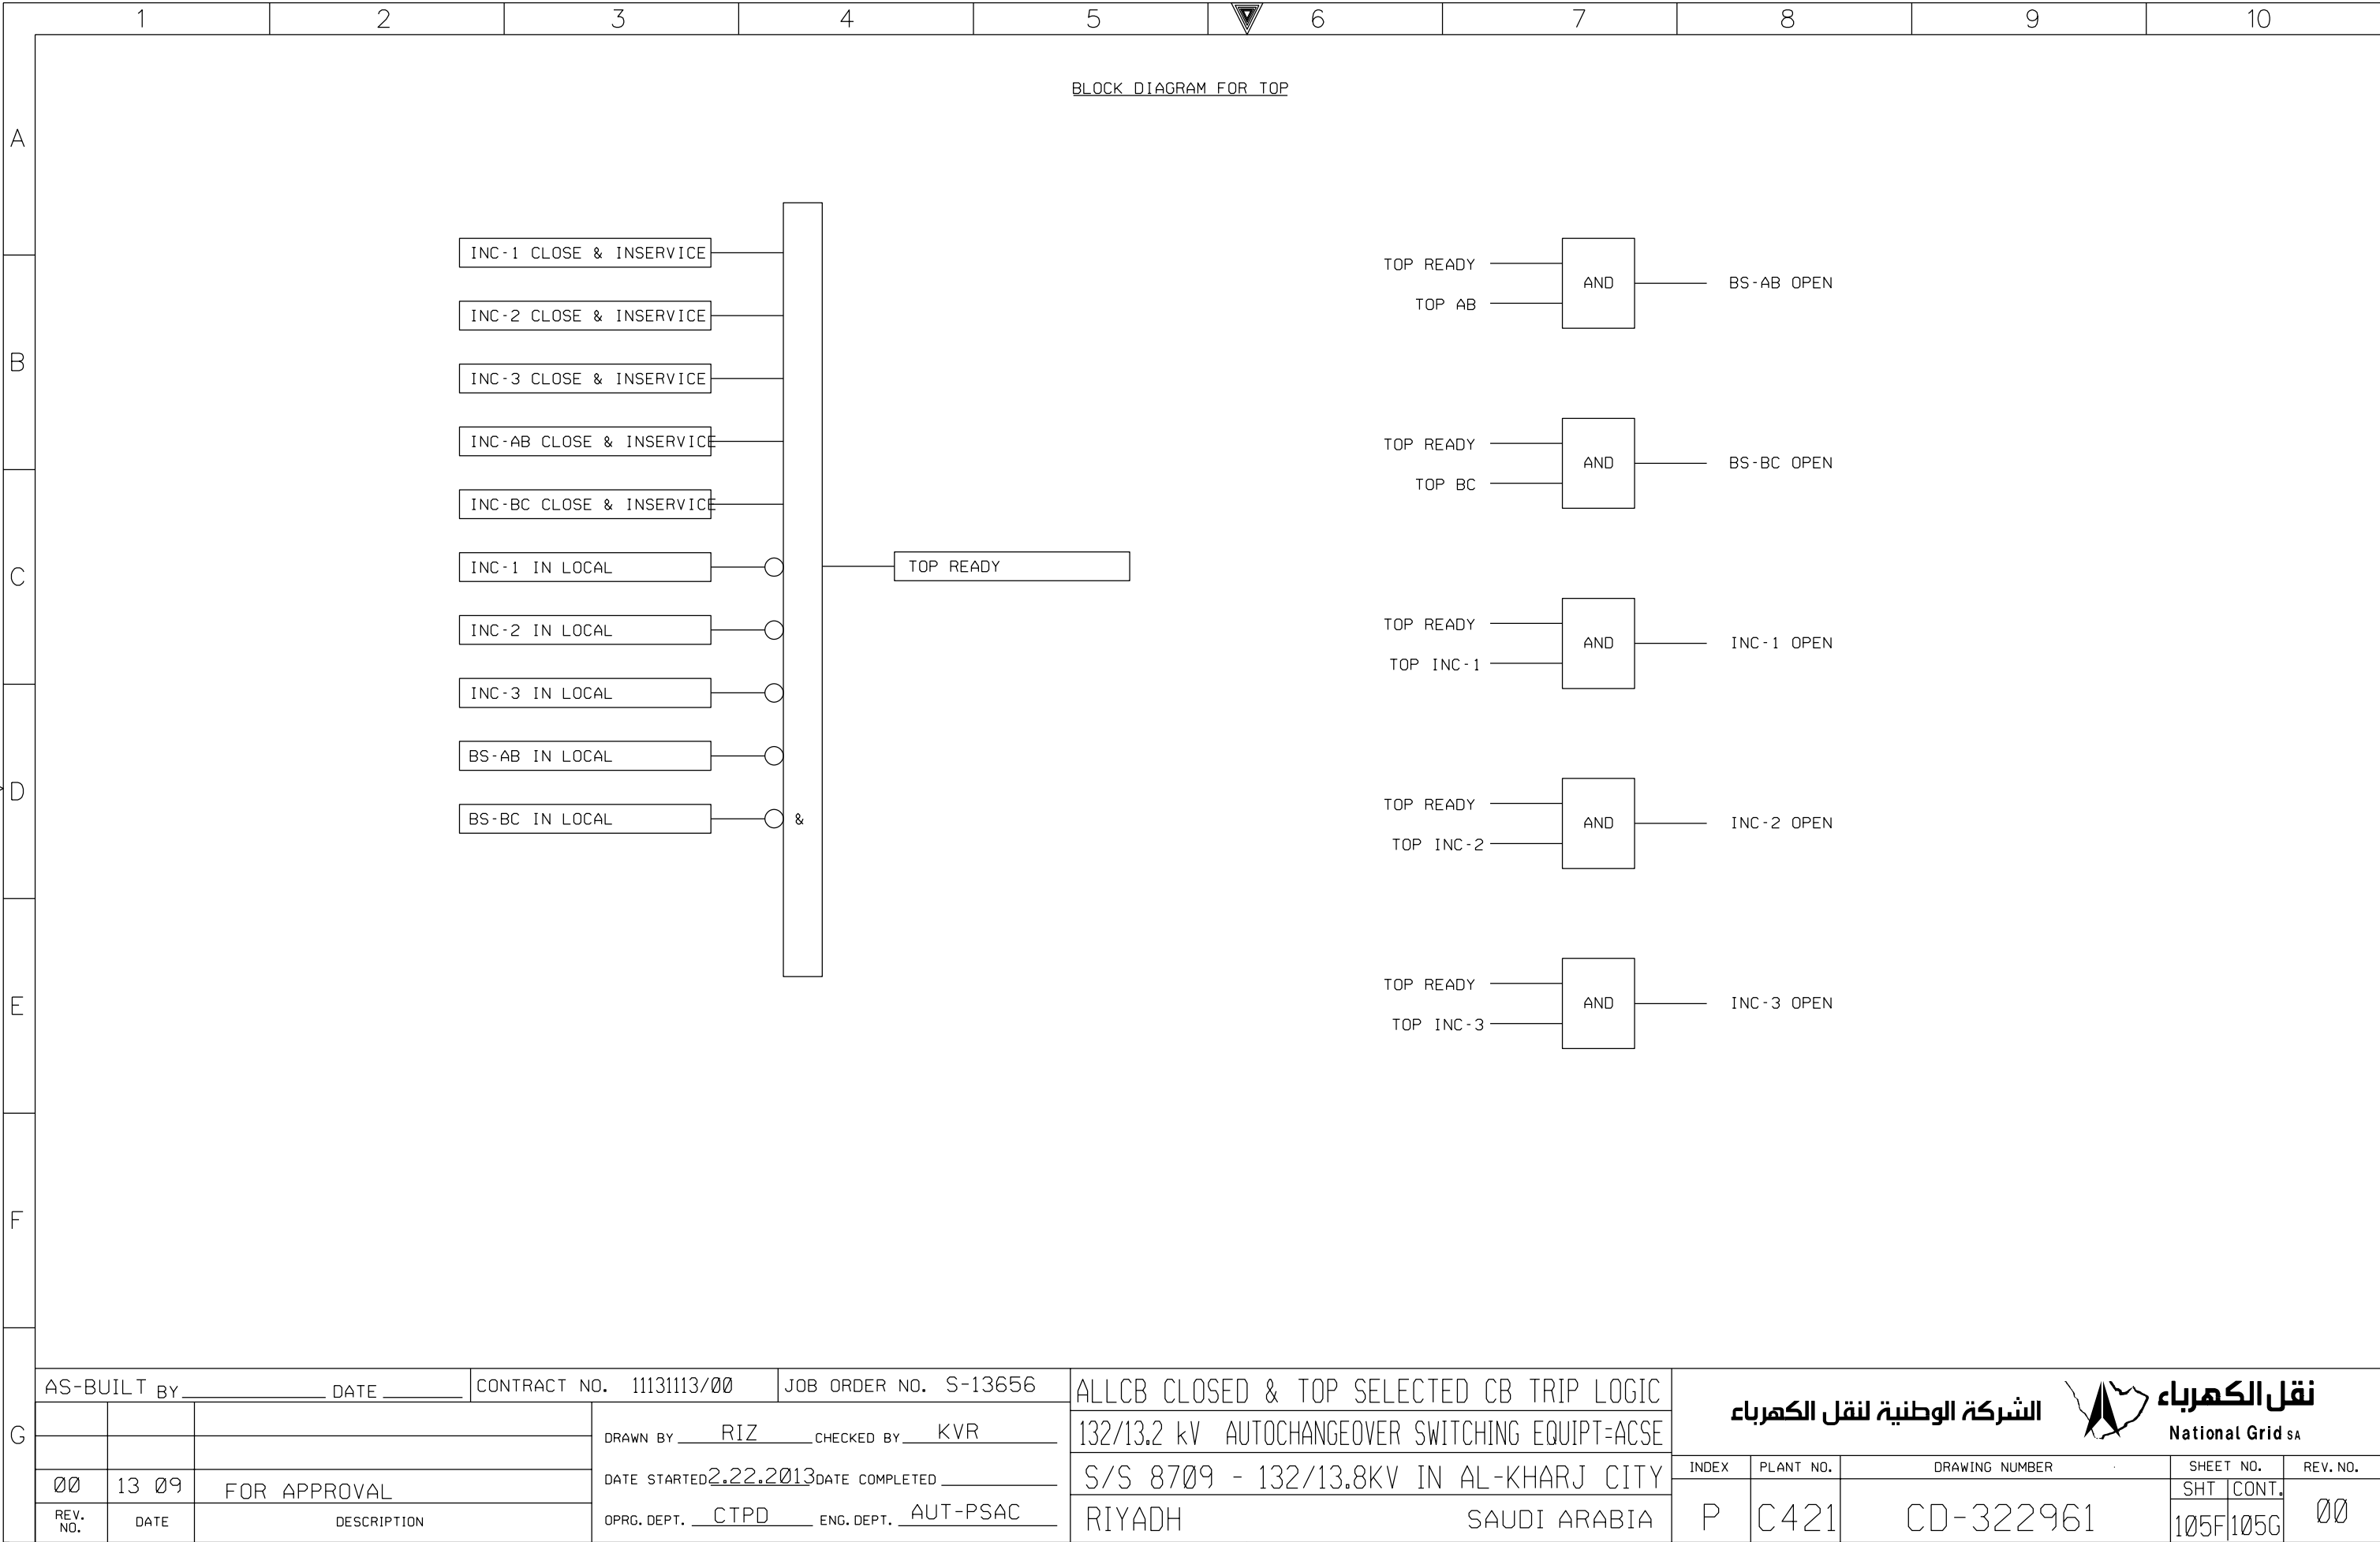 1 2 3 4 5 6 7 8 9 10
BLOCK DIAGRAM FOR TOP
A
B
C
D
E
F
G
INC-1 CLOSE & INSERVICE
INC-2 CLOSE & INSERVICE
INC-3 CLOSE & INSERVICE
INC-AB CLOSE & INSERVICE
INC-BC CLOSE & INSERVICE
INC-1 IN LOCAL
INC-2 IN LOCAL
INC-3 IN LOCAL
BS-AB IN LOCAL
BS-BC IN LOCAL
&
TOP READY
TOP READY
TOP AB
AND
BS-AB OPEN
TOP READY
TOP BC
AND
BS-BC OPEN
TOP READY
TOP INC-1
AND
INC-1 OPEN
TOP READY
TOP INC-2
AND
INC-2 OPEN
TOP READY
TOP INC-3
AND
INC-3 OPEN
AS-BUILT BY DATE
CONTRACT NO. 11131113/00
JOB ORDER NO. S-13656
00 13 09 FOR APPROVAL
REV. NO. DATE DESCRIPTION
DRAWN BY RIZ CHECKED BY KVR
DATE STARTED 2.22.2013 DATE COMPLETED
OPRG. DEPT. CTPD ENG. DEPT. AUT-PSAC
ALLCB CLOSED & TOP SELECTED CB TRIP LOGIC
132/13.2 kV AUTOCHANGEOVER SWITCHING EQUIPT=ACSE
S/S 8709 - 132/13.8KV IN AL-KHARJ CITY
RIYADH SAUDI ARABIA
الشركة الوطنية لنقل الكهرباء
نقل الكهرباء
National Grid SA
INDEX PLANT NO. DRAWING NUMBER SHEET NO. REV. NO.
SHT CONT.
P C421 CD-322961 105F 105G 00